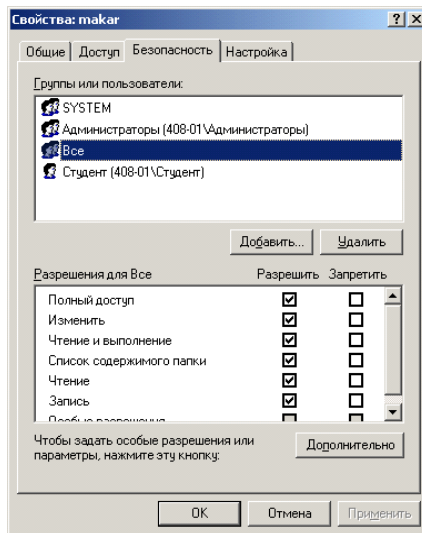 Свойства: makar
Общие Доступ Безопасность Настройка
Группы или пользователи:
SYSTEM
Администраторы (408-01\Администраторы)
Все
Студент (408-01\Студент)
Добавить... Удалить
Разрешения для Все Разрешить Запретить
Полный доступ
Изменить
Чтение и выполнение
Список содержимого папки
Чтение
Запись
Особые разрешения
Чтобы задать особые разрешения или
параметры, нажмите эту кнопку:
Дополнительно
OK Отмена Применить